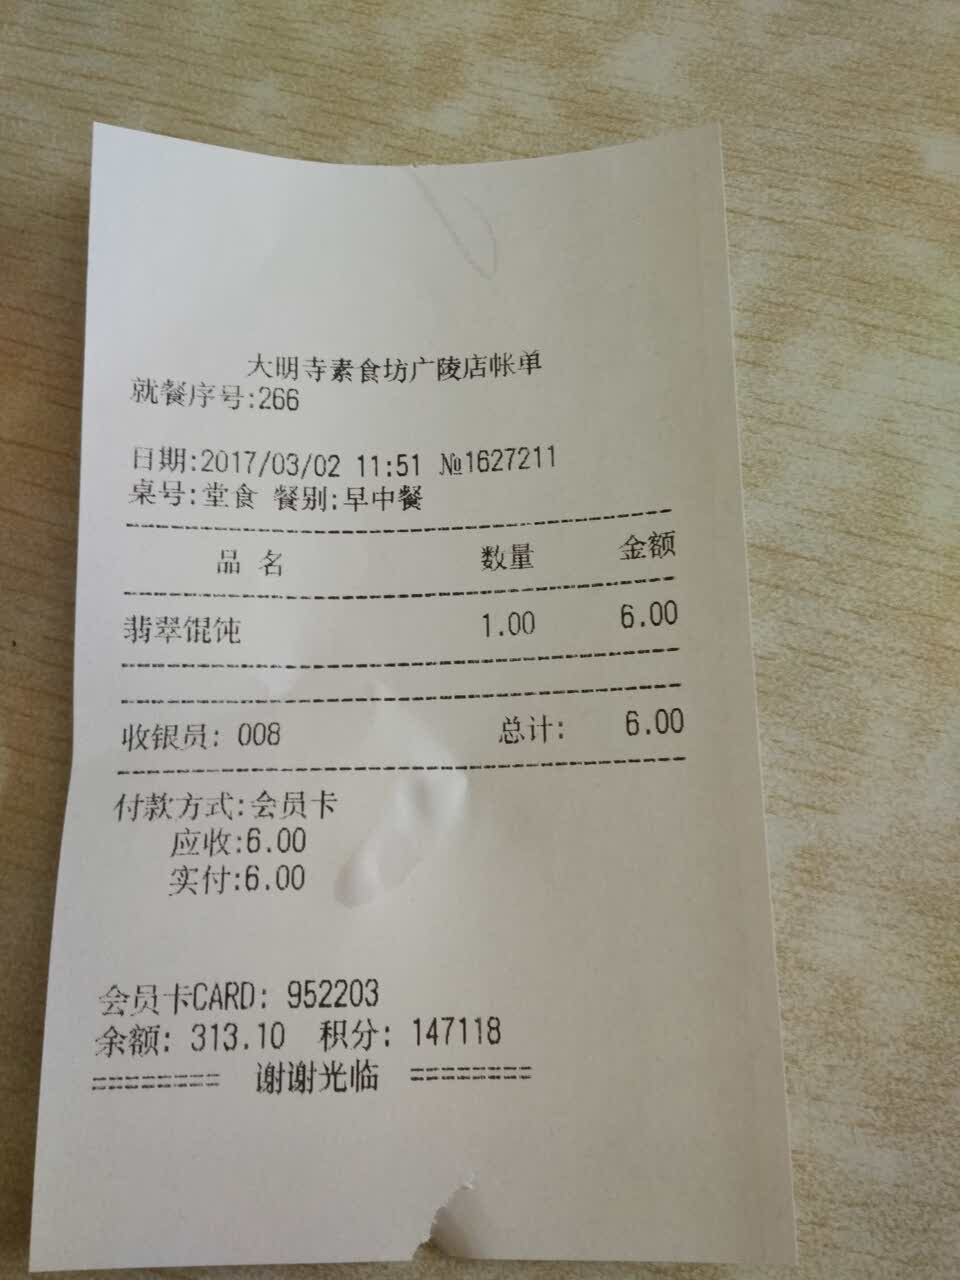 大明寺素食坊广陵店帐单
就餐序号:266
日期:2017/03/02 11:51 №1627211
桌号:堂食 餐别:早中餐
品 名 数量 金额
翡翠馄饨 1.00 6.00
收银员: 008 总计: 6.00
付款方式:会员卡
应收:6.00
实付:6.00
会员卡CARD: 952203
余额: 313.10 积分: 147118
======== 谢谢光临 ========